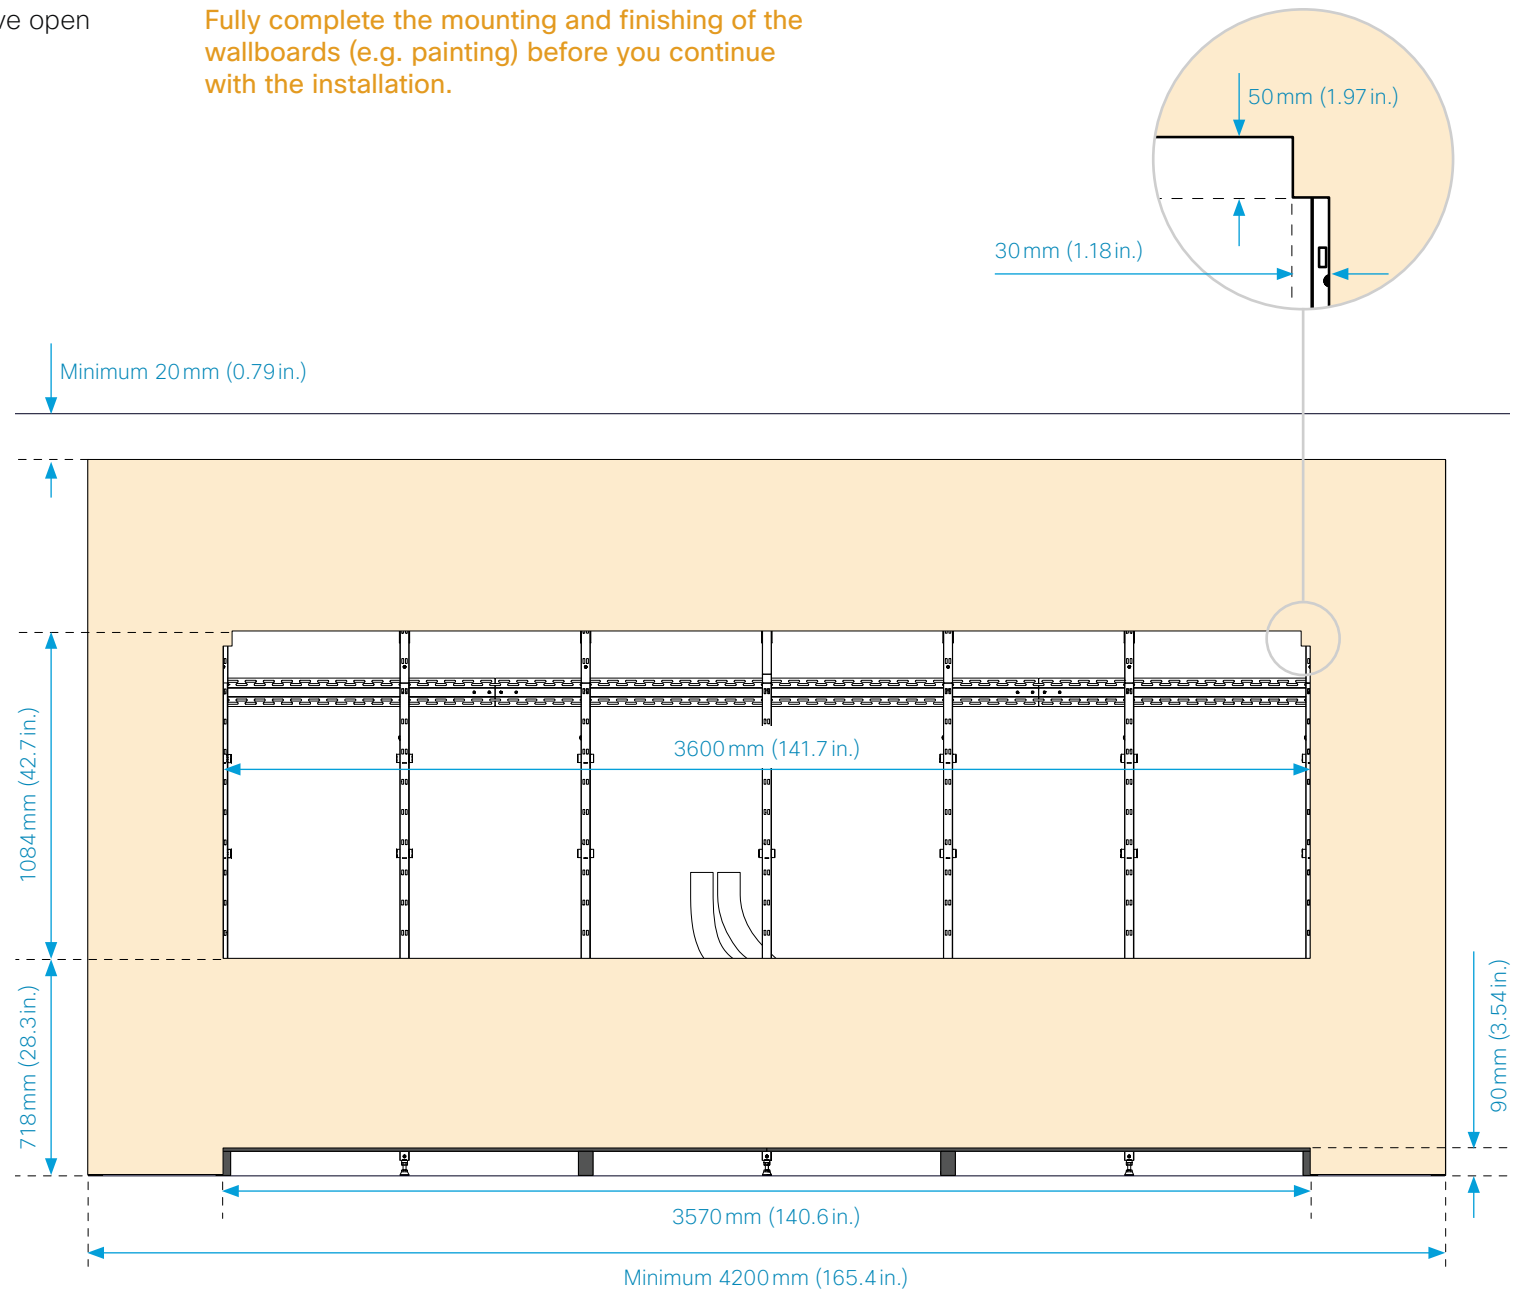 ve open
Fully complete the mounting and finishing of the
wallboards (e.g. painting) before you continue
with the installation.
50 mm (1.97 in.)
30 mm (1.18 in.)
Minimum 20 mm (0.79 in.)
3600 mm (141.7 in.)
1084 mm (42.7 in.)
718 mm (28.3 in.)
90 mm (3.54 in.)
3570 mm (140.6 in.)
Minimum 4200 mm (165.4 in.)